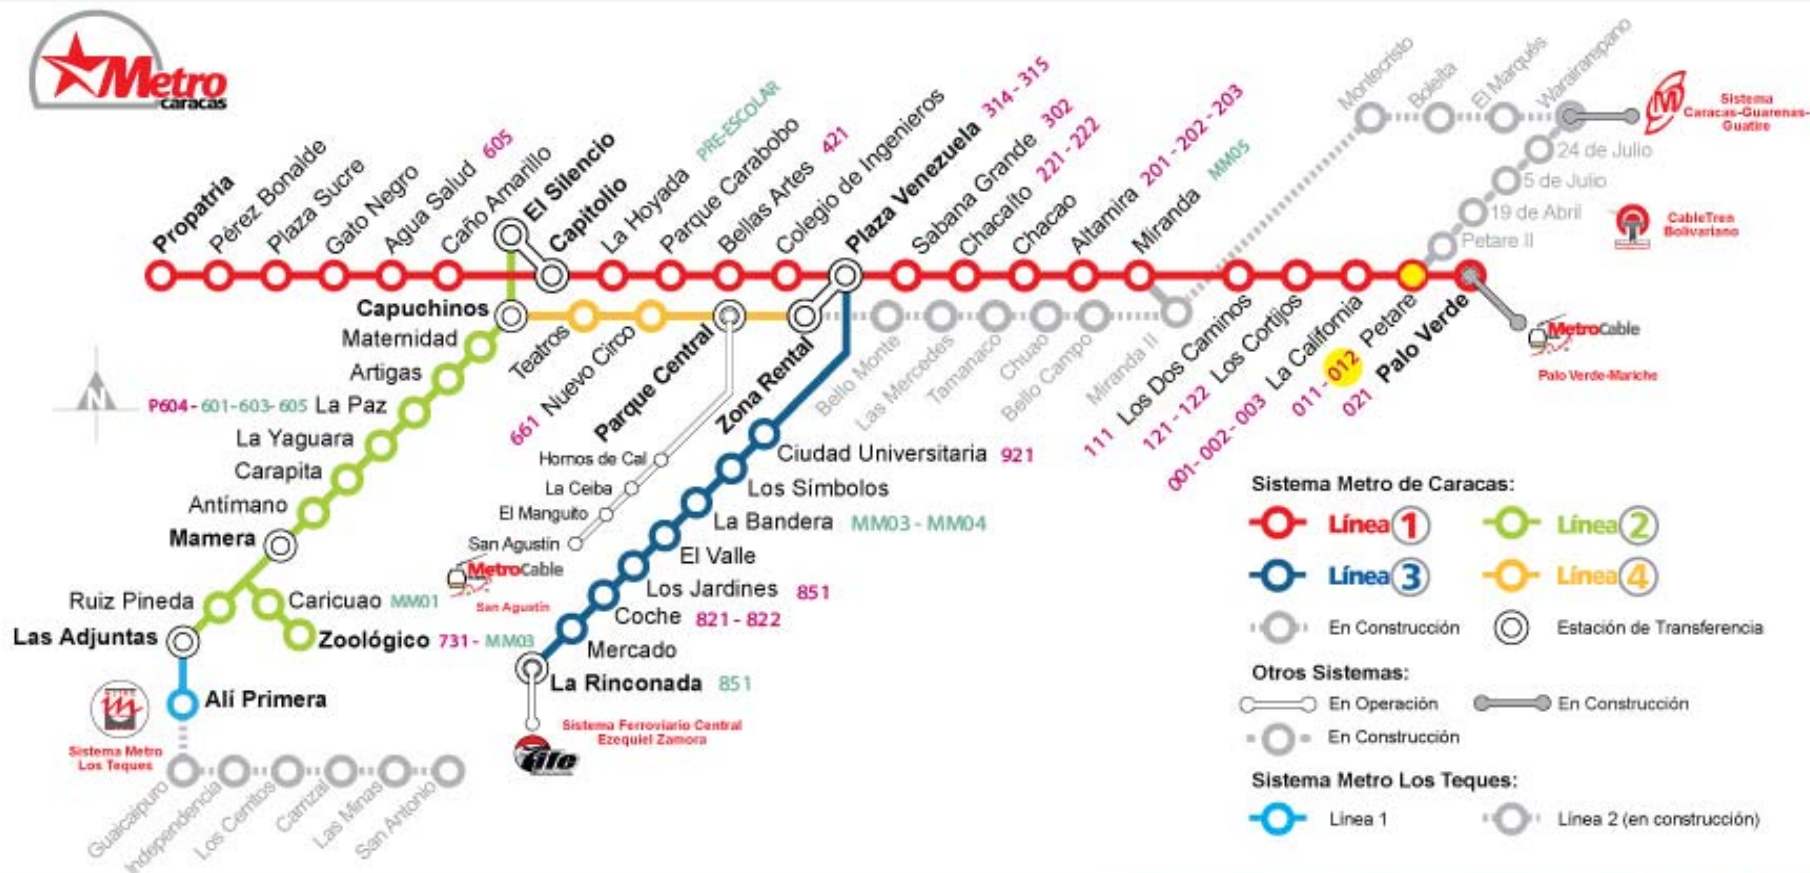 Metro
caracas
Propatria
Pérez Bonalde
Plaza Sucre
Gato Negro
Agua Salud 605
Caño Amarillo
El Silencio
Capitolio
La Hoyada PRE-ESCOLAR
Parque Carabobo
Bellas Artes 421
Colegio de Ingenieros
Plaza Venezuela 314 - 315
Sabana Grande 302
Chacaíto 221 - 222
Chacao
Altamira 201 - 202 - 203
Miranda MM05
Montecristo
Boleíta
El Marqués
Warairarepano
Sistema
Caracas-Guarenas-
Guatire
24 de Julio
5 de Julio
19 de Abril
Petare II
CableTren
Bolivariano
Capuchinos
Maternidad
Artigas
P604 - 601 - 603 - 605 La Paz
La Yaguara
Carapita
Antímano
Mamera
Ruiz Pineda
Caricuao MM01
Las Adjuntas
Zoológico 731 - MM03
Alí Primera
Sistema Metro
Los Teques
Guaicaipuro
Independencia
Los Cerritos
Carrizal
Las Minas
San Antonio
N
Teatros
661 Nuevo Circo
Parque Central
Zona Rental
Bello Monte
Las Mercedes
Tamanaco
Chuao
Bello Campo
Miranda II
111 Los Dos Caminos
121 - 122 Los Cortijos
001 - 002 - 003 La California
011 - 012 Petare
021 Palo Verde
MetroCable
Palo Verde-Mariche
Hornos de Cal
La Ceiba
El Manguito
San Agustín
MetroCable
San Agustín
Ciudad Universitaria 921
Los Símbolos
La Bandera MM03 - MM04
El Valle
Los Jardines 851
Coche 821 - 822
Mercado
La Rinconada 851
Sistema Ferroviario Central
Ezequiel Zamora
ife
Sistema Metro de Caracas:
Línea 1
Línea 2
Línea 3
Línea 4
En Construcción
Estación de Transferencia
Otros Sistemas:
En Operación
En Construcción
En Construcción
Sistema Metro Los Teques:
Línea 1
Línea 2 (en construcción)